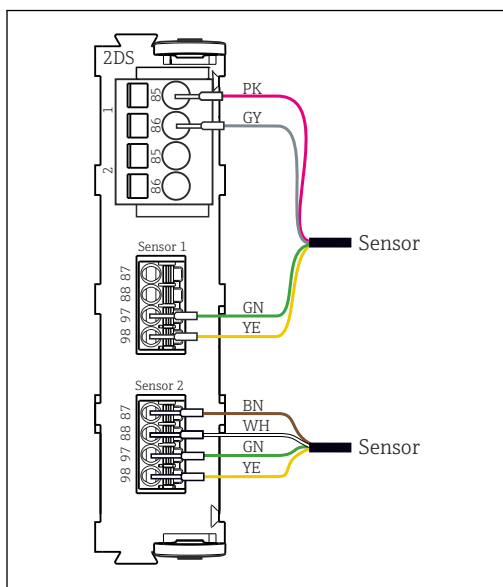 2DS
1
85
PK
86
GY
2
85
86
Sensor
Sensor 1
87
88
97
GN
98
YE
Sensor 2
87
BN
88
WH
97
GN
Sensor
98
YE